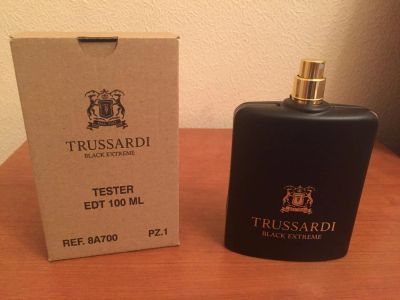 TRUSSARDI
BLACK EXTREME
TESTER
EDT 100 ML
REF. 8A700 PZ.1
TRUSSARDI
BLACK EXTREME